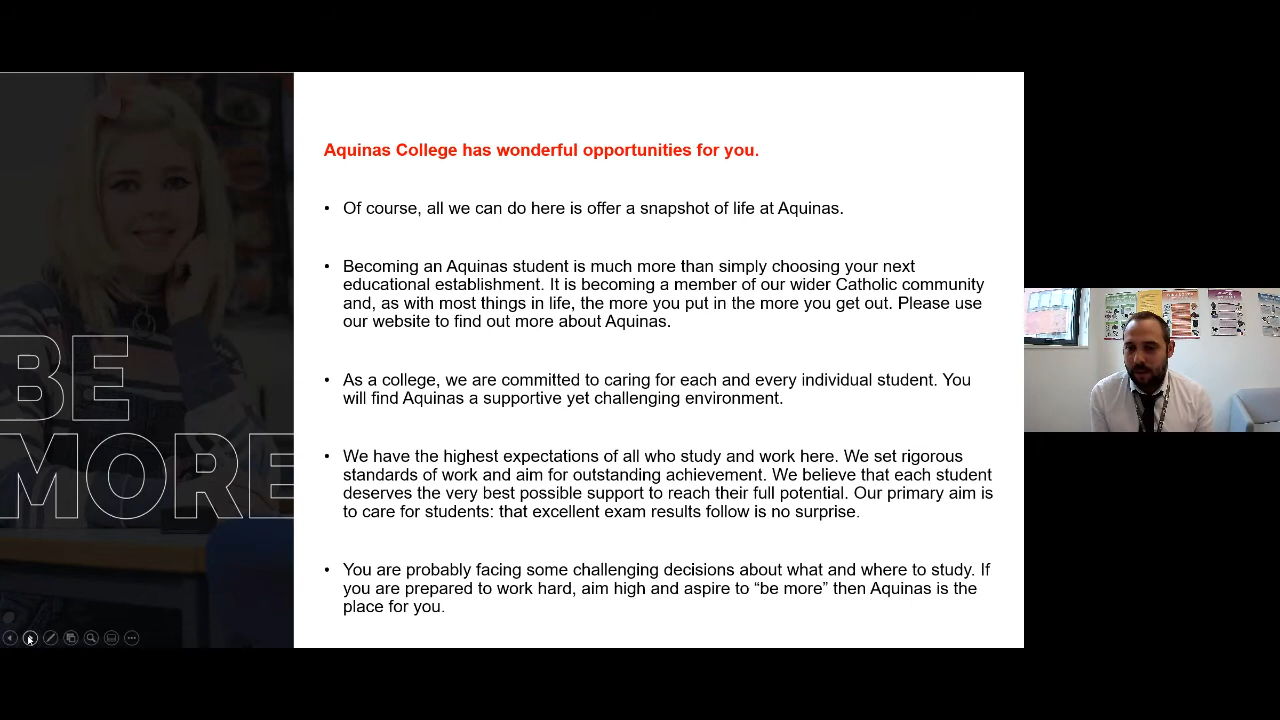 Aquinas College has wonderful opportunities for you.
• Of course, all we can do here is offer a snapshot of life at Aquinas.
• Becoming an Aquinas student is much more than simply choosing your next
educational establishment. It is becoming a member of our wider Catholic community
and, as with most things in life, the more you put in the more you get out. Please use
our website to find out more about Aquinas.
• As a college, we are committed to caring for each and every individual student. You
will find Aquinas a supportive yet challenging environment.
• We have the highest expectations of all who study and work here. We set rigorous
standards of work and aim for outstanding achievement. We believe that each student
deserves the very best possible support to reach their full potential. Our primary aim is
to care for students: that excellent exam results follow is no surprise.
• You are probably facing some challenging decisions about what and where to study. If
you are prepared to work hard, aim high and aspire to “be more” then Aquinas is the
place for you.
BE
MORE